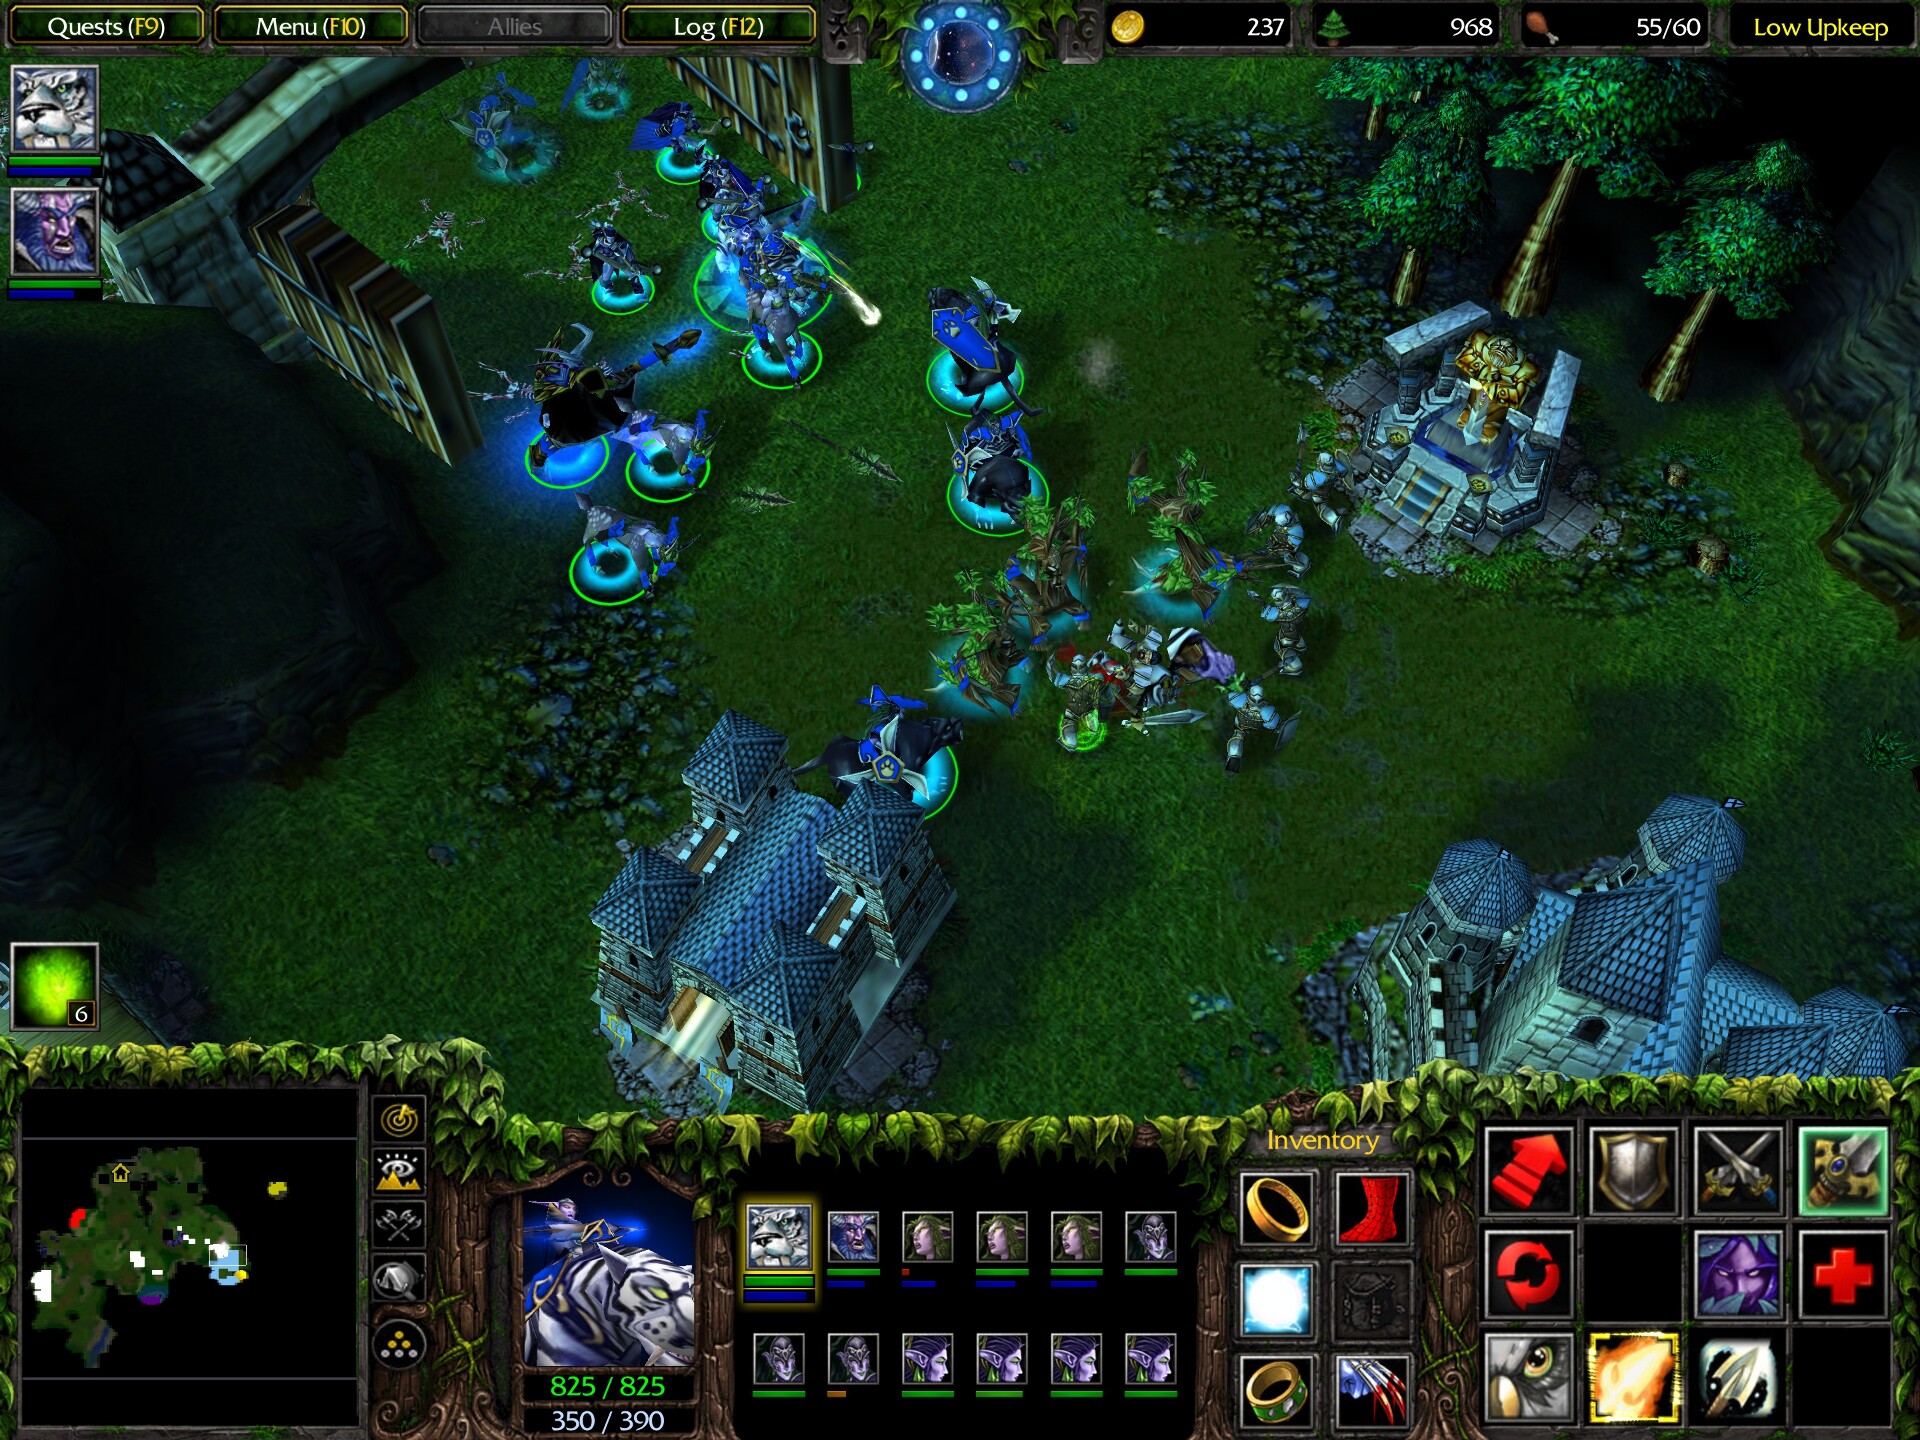 Quests (F9)
Menu (F10)
Allies
Log (F12)
237
968
55/60
Low Upkeep
6
Inventory
825 / 825
350 / 390